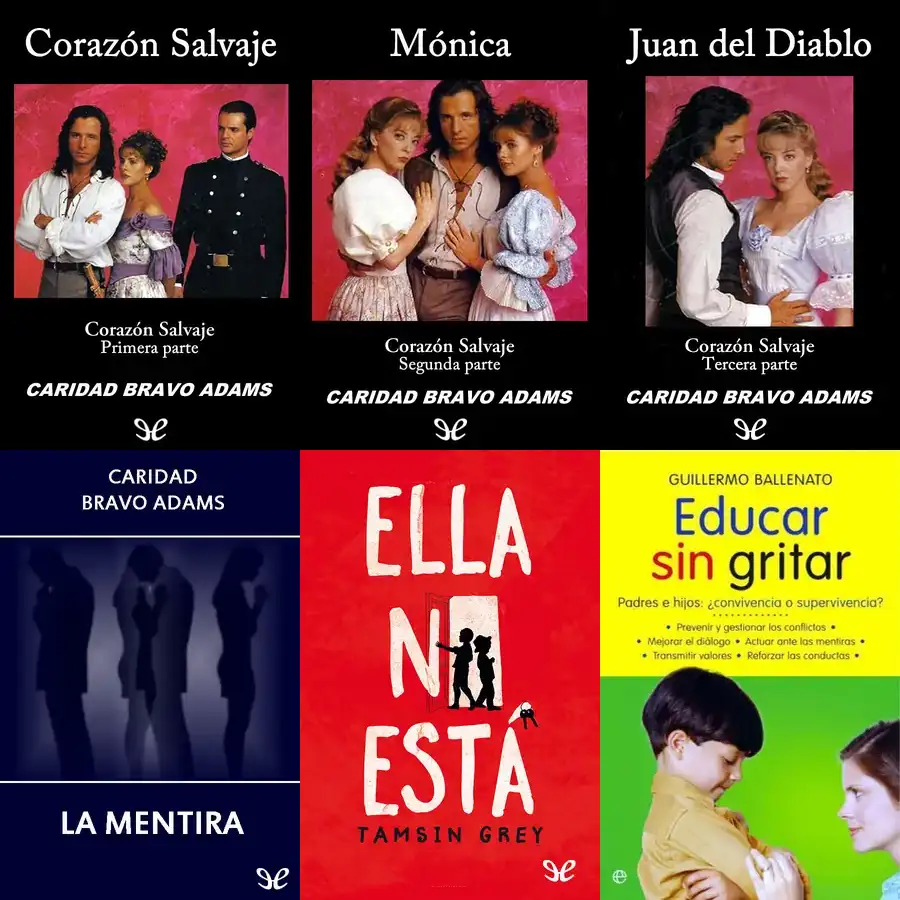 Corazón Salvaje
Corazón Salvaje
Primera parte
CARIDAD BRAVO ADAMS
Mónica
Corazón Salvaje
Segunda parte
CARIDAD BRAVO ADAMS
Juan del Diablo
Corazón Salvaje
Tercera parte
CARIDAD BRAVO ADAMS
CARIDAD
BRAVO ADAMS
LA MENTIRA
ELLA
NO
ESTÁ
TAMSIN GREY
GUILLERMO BALLENATO
Educar
sin gritar
Padres e hijos: ¿convivencia o supervivencia?
• Prevenir y gestionar los conflictos •
• Mejorar el diálogo • Actuar ante las mentiras •
• Transmitir valores • Reforzar las conductas •